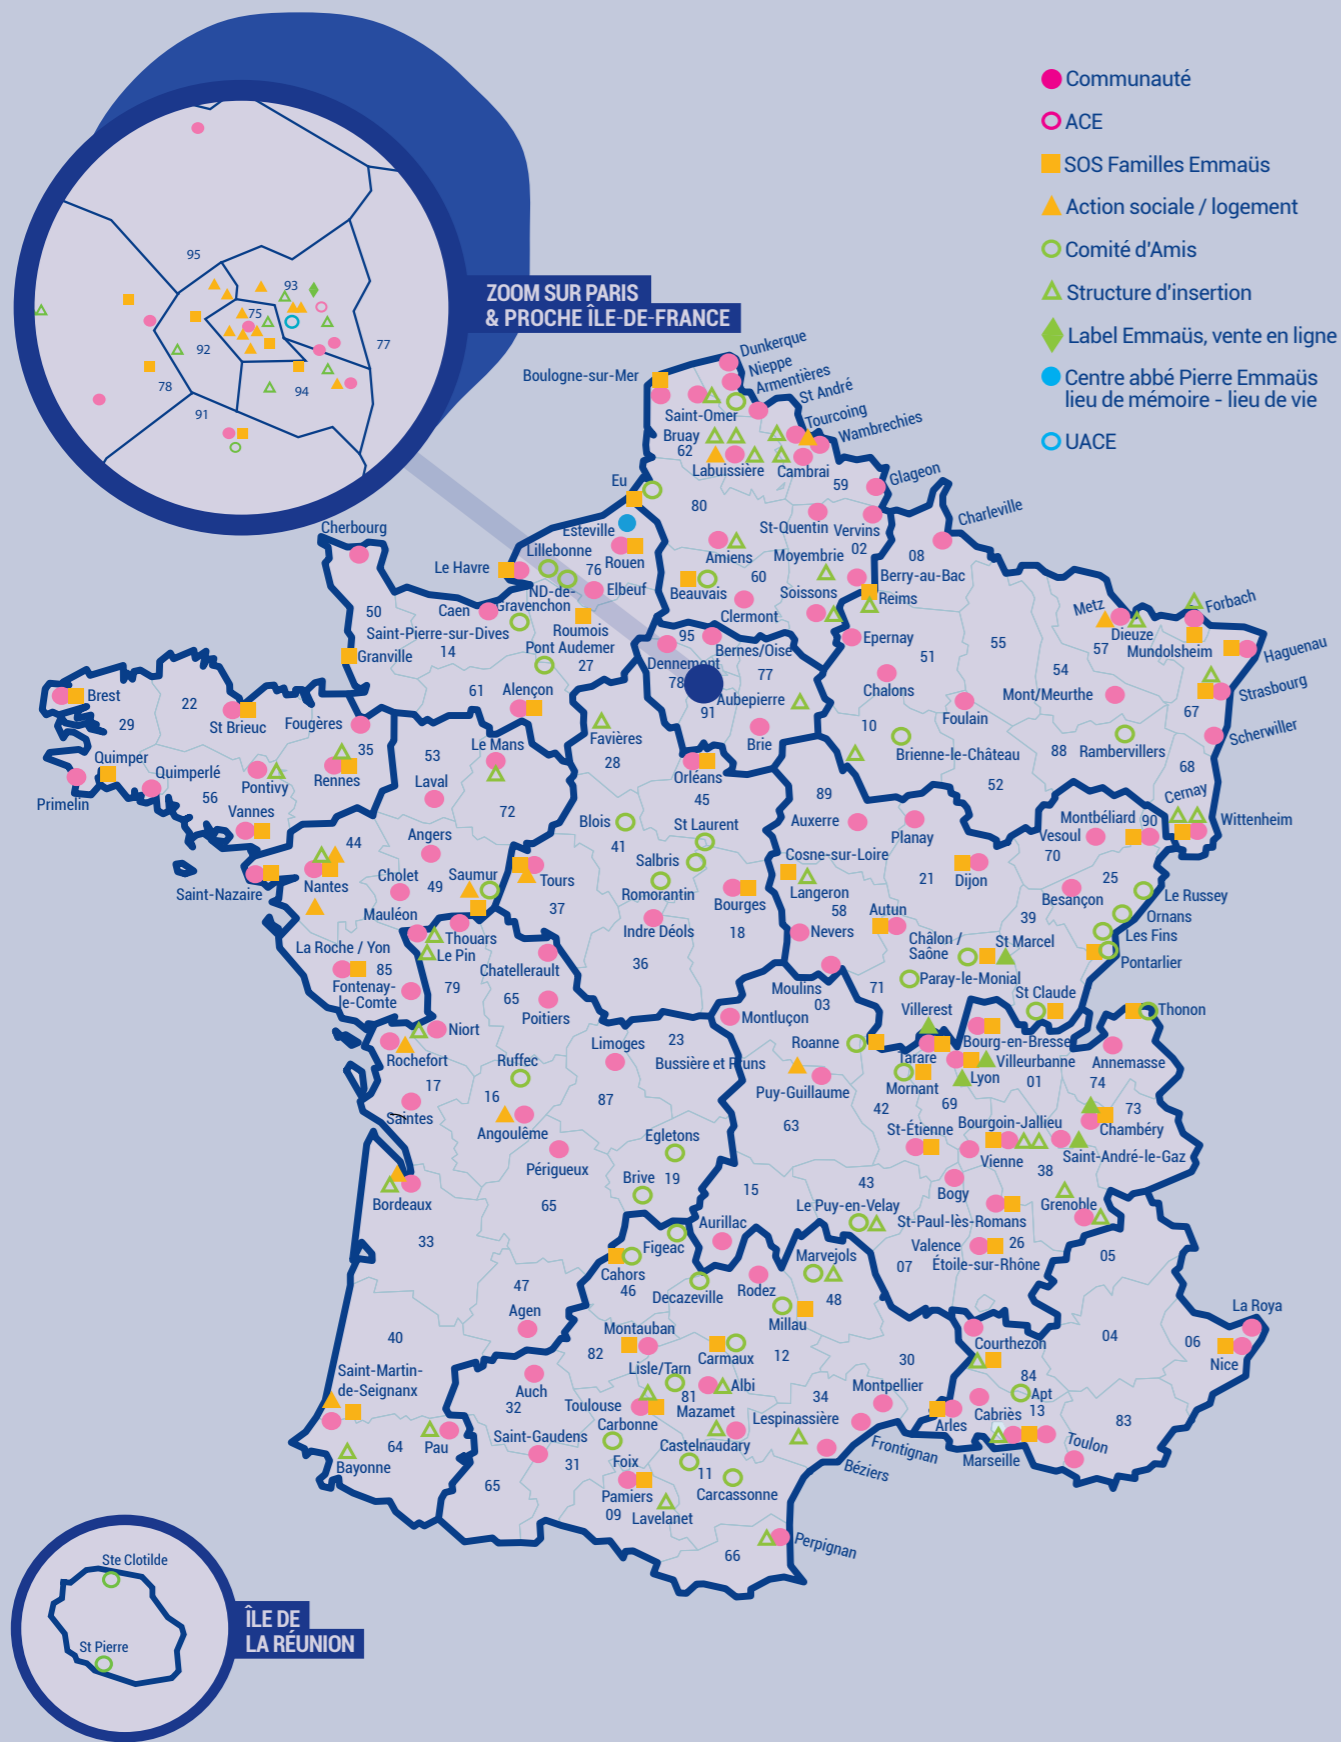 Communauté
ACE
SOS Familles Emmaüs
Action sociale / logement
Comité d'Amis
Structure d'insertion
Label Emmaüs, vente en ligne
Centre abbé Pierre Emmaüs
lieu de mémoire - lieu de vie
UACE
95
93
75
92
77
78
94
91
ZOOM SUR PARIS
& PROCHE ÎLE-DE-FRANCE
Dunkerque
Nieppe
Armentières
St André
Boulogne-sur-Mer
Saint-Omer
Tourcoing
Wambrechies
Bruay
62
Labuissière
Cambrai
59
Glageon
Eu
80
Charleville
St-Quentin
Vervins
Cherbourg
Esteville
Lillebonne
Rouen
Amiens
Moyembrie
02
08
Le Havre
76
60
Berry-au-Bac
ND-de-
Gravenchon
Elbeuf
Beauvais
Clermont
Soissons
Reims
50
Caen
Metz
Forbach
Saint-Pierre-sur-Dives
Roumois
95
Bernes/Oise
Epernay
55
57
Dieuze
Mundolsheim
Haguenau
Granville
14
Pont Audemer
27
Dennemont
78
77
51
54
61
Alençon
91
Aubepierre
Chalons
Mont/Meurthe
Strasbourg
67
Brest
22
29
St Brieuc
Fougères
Foulain
Scherwiller
Favières
28
Brie
10
Brienne-le-Château
88
Rambervillers
35
53
Le Mans
Quimper
Quimperlé
Pontivy
Rennes
Laval
Orléans
52
68
Primelin
56
Vannes
72
45
89
Cernay
Auxerre
Planay
Montbéliard
90
Wittenheim
Blois
St Laurent
Vesoul
70
44
Angers
41
Salbris
Cosne-sur-Loire
Saint-Nazaire
Nantes
Cholet
49
Saumur
Tours
Romorantin
Langeron
21
Dijon
25
Besançon
Le Russey
Mauléon
37
Bourges
58
Autun
39
Ornans
Thouars
Indre Déols
18
Nevers
Châlon /
Saône
St Marcel
Les Fins
La Roche / Yon
Le Pin
Pontarlier
85
Chatellerault
36
Fontenay-
le-Comte
79
65
Moulins
03
71
Paray-le-Monial
St Claude
Poitiers
Villerest
Thonon
Niort
Montluçon
Roanne
Bourg-en-Bresse
Rochefort
Limoges
23
Tarare
Villeurbanne
Annemasse
Ruffec
Bussière et Pruns
Puy-Guillaume
Lyon
01
74
17
16
87
Mornant
69
73
Saintes
42
Angoulême
63
St-Étienne
Bourgoin-Jallieu
Chambéry
Egletons
Vienne
Saint-André-le-Gaz
Périgueux
38
Brive
19
15
43
Bogy
Bordeaux
65
Le Puy-en-Velay
St-Paul-lès-Romans
Grenoble
Aurillac
33
Figeac
Valence
26
Étoile-sur-Rhône
05
Cahors
46
Marvejols
07
47
Decazeville
Rodez
48
Agen
Millau
La Roya
40
Montauban
82
Carmaux
12
Courthezon
04
06
Nice
Saint-Martin-
de-Seignanx
Lisle/Tarn
30
84
Auch
32
81
Albi
34
Montpellier
Apt
Toulouse
Mazamet
Lespinassière
Cabriès
13
83
Carbonne
Arles
64
Pau
Saint-Gaudens
Castelnaudary
Frontignan
Marseille
Toulon
Bayonne
31
Foix
11
Béziers
65
Pamiers
Carcassonne
09
Lavelanet
Perpignan
66
Ste Clotilde
St Pierre
ÎLE DE
LA RÉUNION